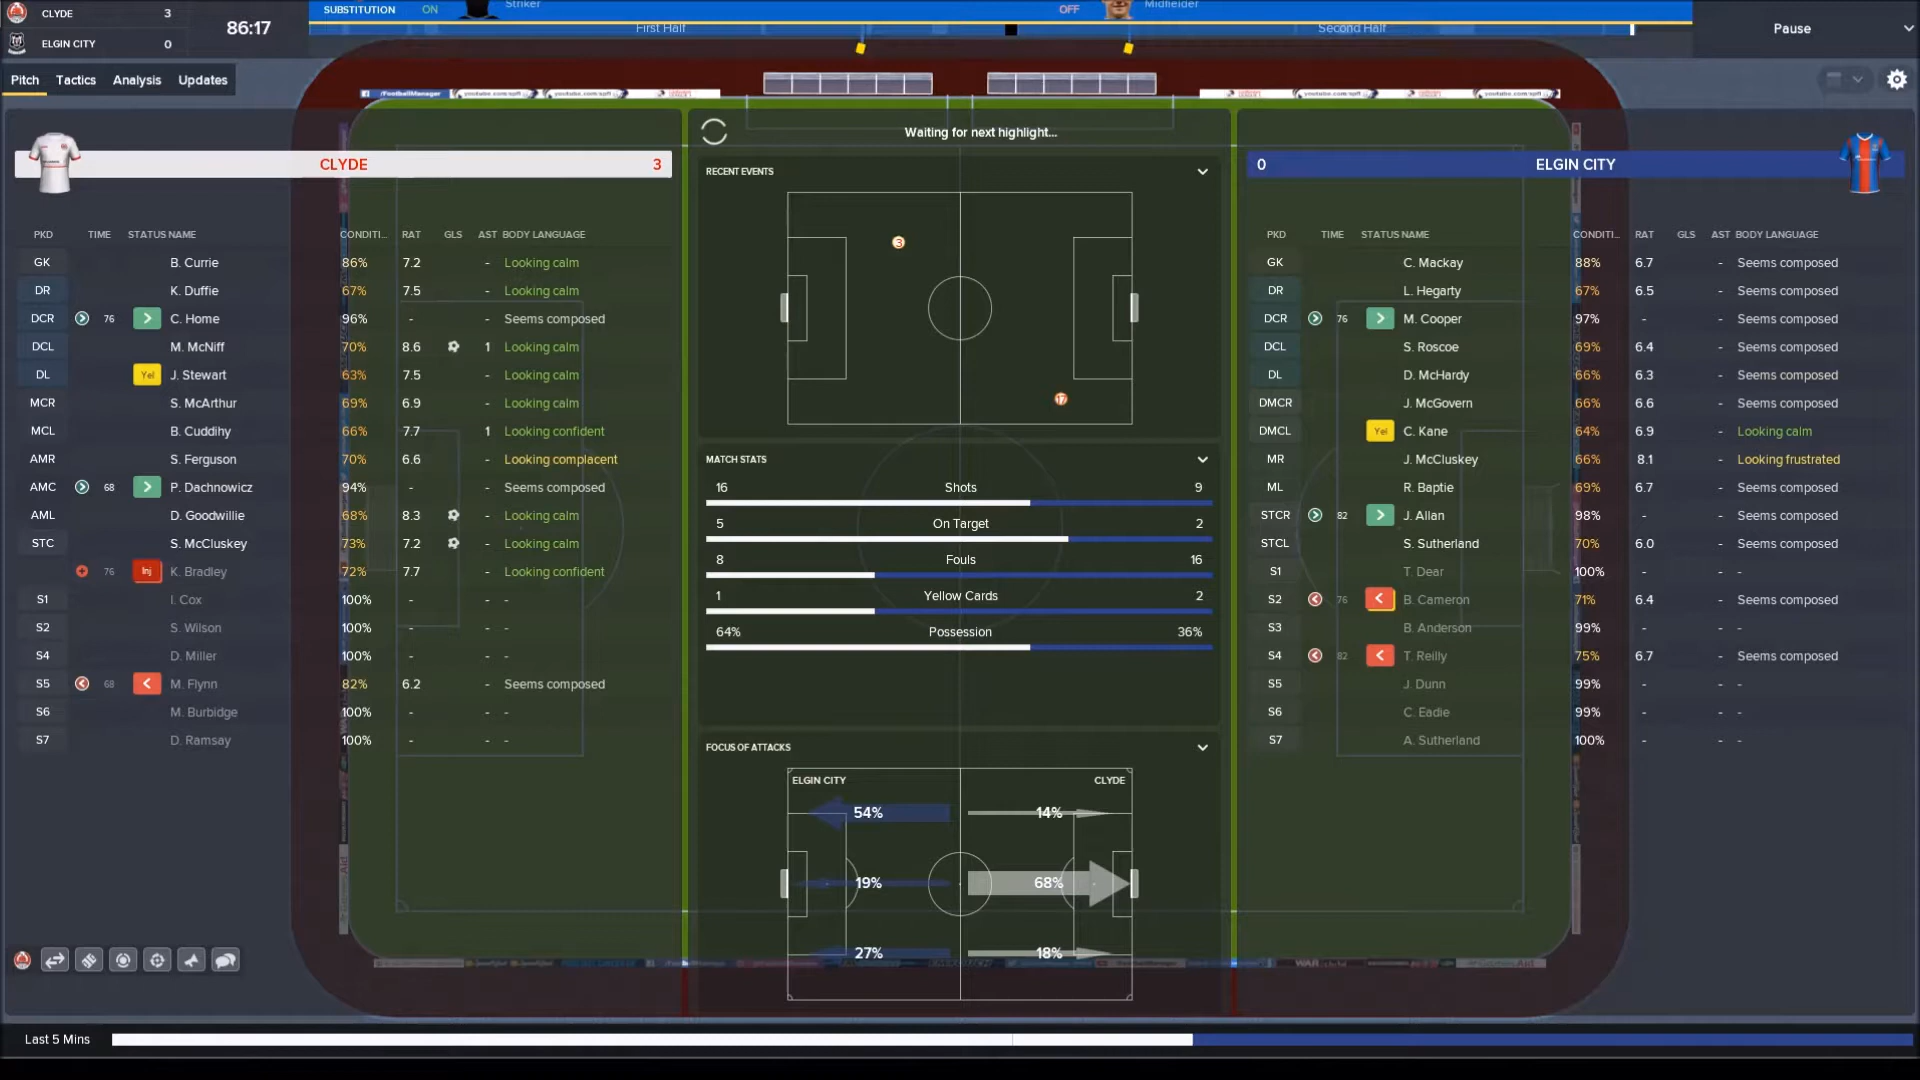 CLYDE 3
86:17
ELGIN CITY 0
SUBSTITUTION ON Striker OFF Midfielder
First Half Second Half
Pause
Pitch Tactics Analysis Updates
CLYDE 3
Waiting for next highlight...
0 ELGIN CITY
RECENT EVENTS
3
17
PKD TIME STATUS NAME CONDITI... RAT GLS AST BODY LANGUAGE
GK B. Currie 86% 7.2 - Looking calm
DR K. Duffie 67% 7.5 - Looking calm
DCR 76 C. Home 96% - - Seems composed
DCL M. McNiff 70% 8.6 1 Looking calm
DL Yel J. Stewart 63% 7.5 - Looking calm
MCR S. McArthur 69% 6.9 - Looking calm
MCL B. Cuddihy 66% 7.7 1 Looking confident
AMR S. Ferguson 70% 6.6 - Looking complacent
AMC 68 P. Dachnowicz 94% - - Seems composed
AML D. Goodwillie 68% 8.3 - Looking calm
STC S. McCluskey 73% 7.2 - Looking calm
76 Inj K. Bradley 72% 7.7 - Looking confident
S1 I. Cox 100% - - -
S2 S. Wilson 100% - - -
S4 D. Miller 100% - - -
S5 68 M. Flynn 82% 6.2 - Seems composed
S6 M. Burbidge 100% - - -
S7 D. Ramsay 100% - - -
MATCH STATS
16 Shots 9
5 On Target 2
8 Fouls 16
1 Yellow Cards 2
64% Possession 36%
FOCUS OF ATTACKS
ELGIN CITY CLYDE
54% 14%
19% 68%
27% 18%
PKD TIME STATUS NAME CONDITI... RAT GLS AST BODY LANGUAGE
GK C. Mackay 88% 6.7 - Seems composed
DR L. Hegarty 67% 6.5 - Seems composed
DCR 76 M. Cooper 97% - - Seems composed
DCL S. Roscoe 69% 6.4 - Seems composed
DL D. McHardy 66% 6.3 - Seems composed
DMCR J. McGovern 66% 6.6 - Seems composed
DMCL Yel C. Kane 64% 6.9 - Looking calm
MR J. McCluskey 66% 8.1 - Looking frustrated
ML R. Baptie 69% 6.7 - Seems composed
STCR 82 J. Allan 98% - - Seems composed
STCL S. Sutherland 70% 6.0 - Seems composed
S1 T. Dear 100% - - -
S2 76 B. Cameron 71% 6.4 - Seems composed
S3 B. Anderson 99% - - -
S4 82 T. Reilly 75% 6.7 - Seems composed
S5 J. Dunn 99% - - -
S6 C. Eadie 99% - - -
S7 A. Sutherland 100% - - -
Last 5 Mins